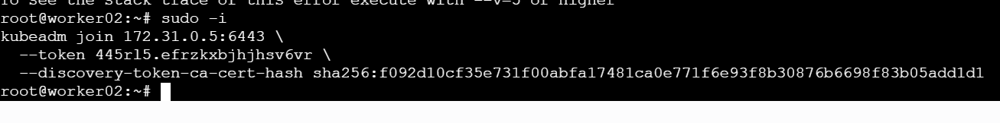 To see the stack trace of this error execute with --v=5 or higher
root@worker02:~# sudo -i
kubeadm join 172.31.0.5:6443 \
  --token 445rl5.efrzkxbjhjhsv6vr \
  --discovery-token-ca-cert-hash sha256:f092d10cf35e731f00abfa17481ca0e771f6e93f8b30876b6698f83b05add1d1
root@worker02:~#